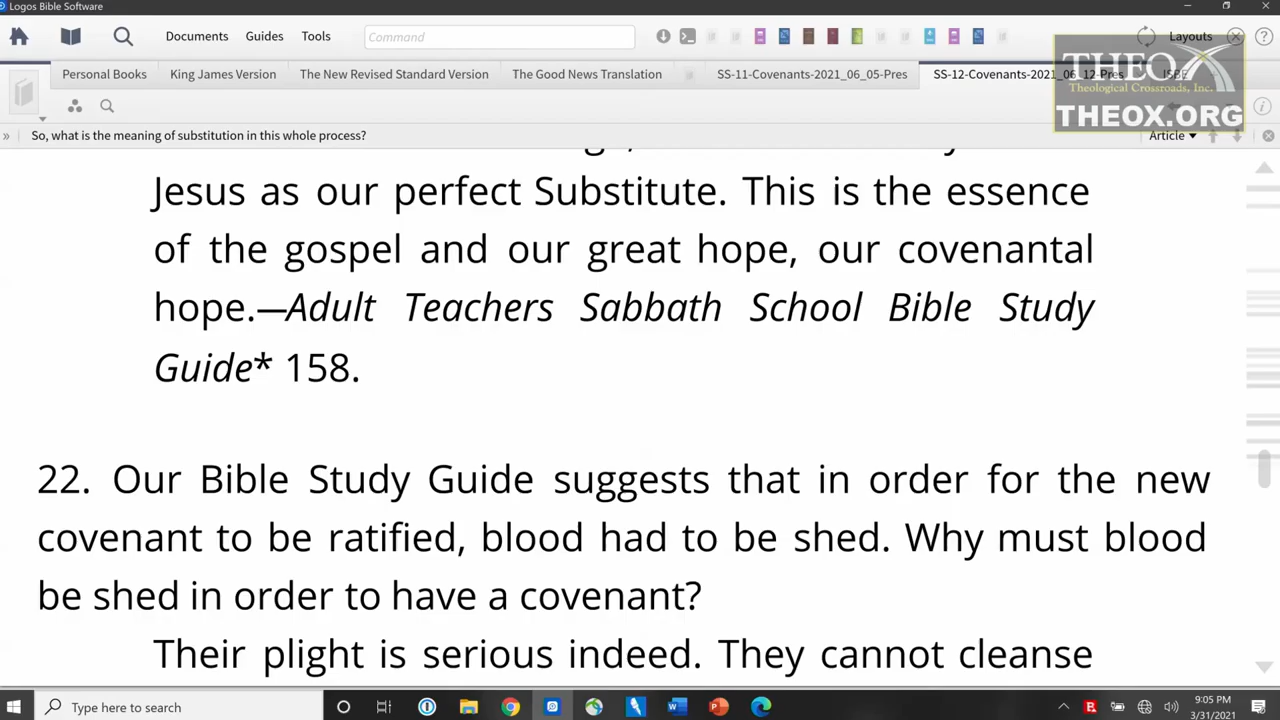 Logos Bible Software
Documents Guides Tools Command Layouts
Personal Books King James Version The New Revised Standard Version The Good News Translation SS-11-Covenants-2021_06_05-Pres SS-12-Covenants-2021_06_12-Pres ISBE
THEOX
Theological Crossroads, Inc.
THEOX.ORG
» So, what is the meaning of substitution in this whole process? Article
Jesus as our perfect Substitute. This is the essence
of the gospel and our great hope, our covenantal
hope.—Adult Teachers Sabbath School Bible Study
Guide* 158.
22. Our Bible Study Guide suggests that in order for the new
covenant to be ratified, blood had to be shed. Why must blood
be shed in order to have a covenant?
Their plight is serious indeed. They cannot cleanse
Type here to search
9:05 PM
3/31/2021